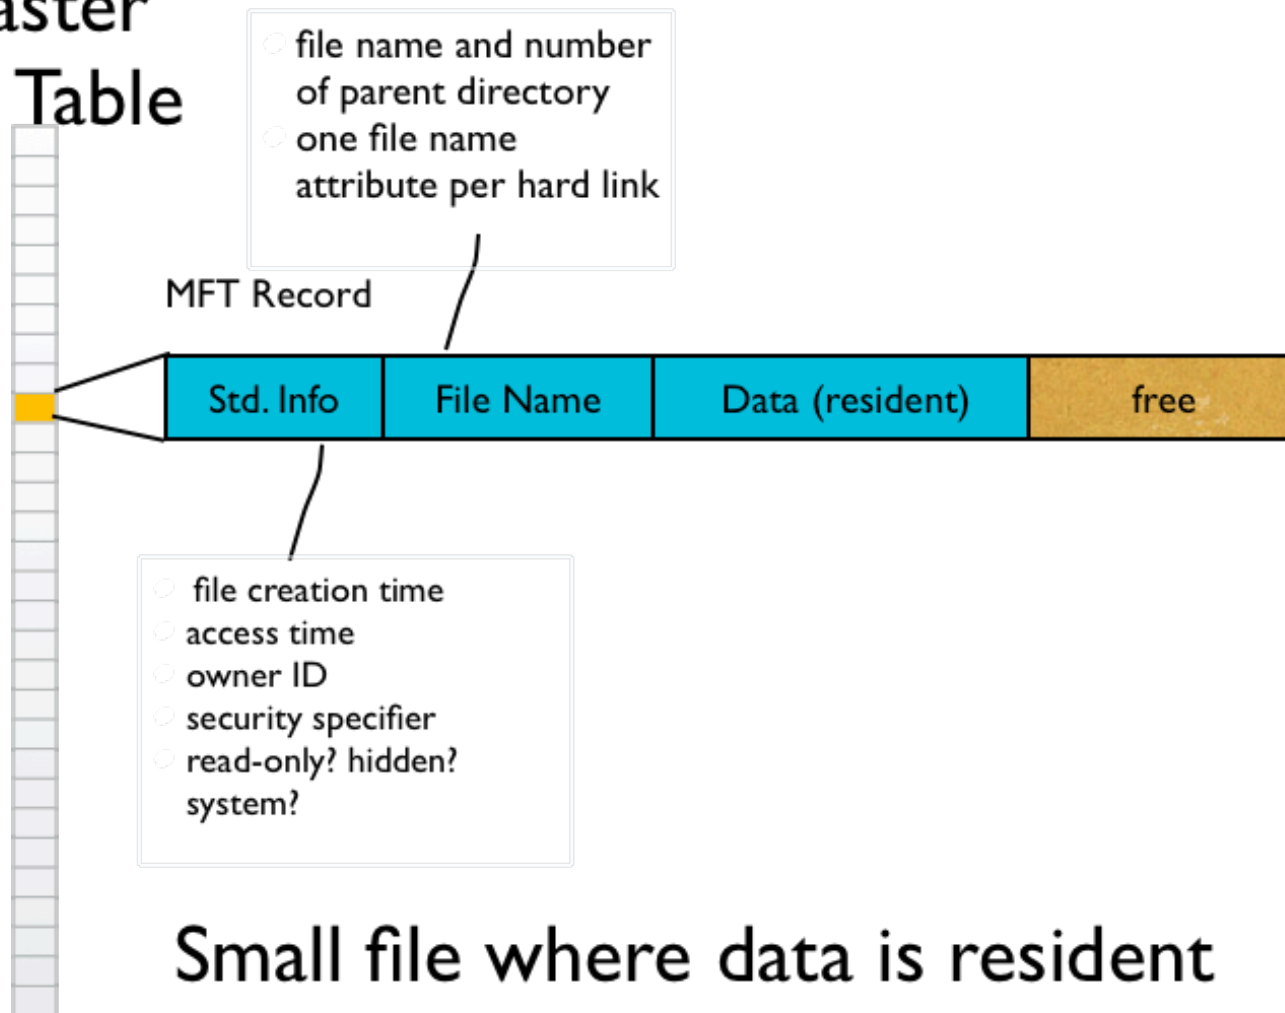 aster
Table
file name and number
of parent directory
one file name
attribute per hard link
MFT Record
Std. Info
File Name
Data (resident)
free
file creation time
access time
owner ID
security specifier
read-only? hidden?
system?
Small file where data is resident